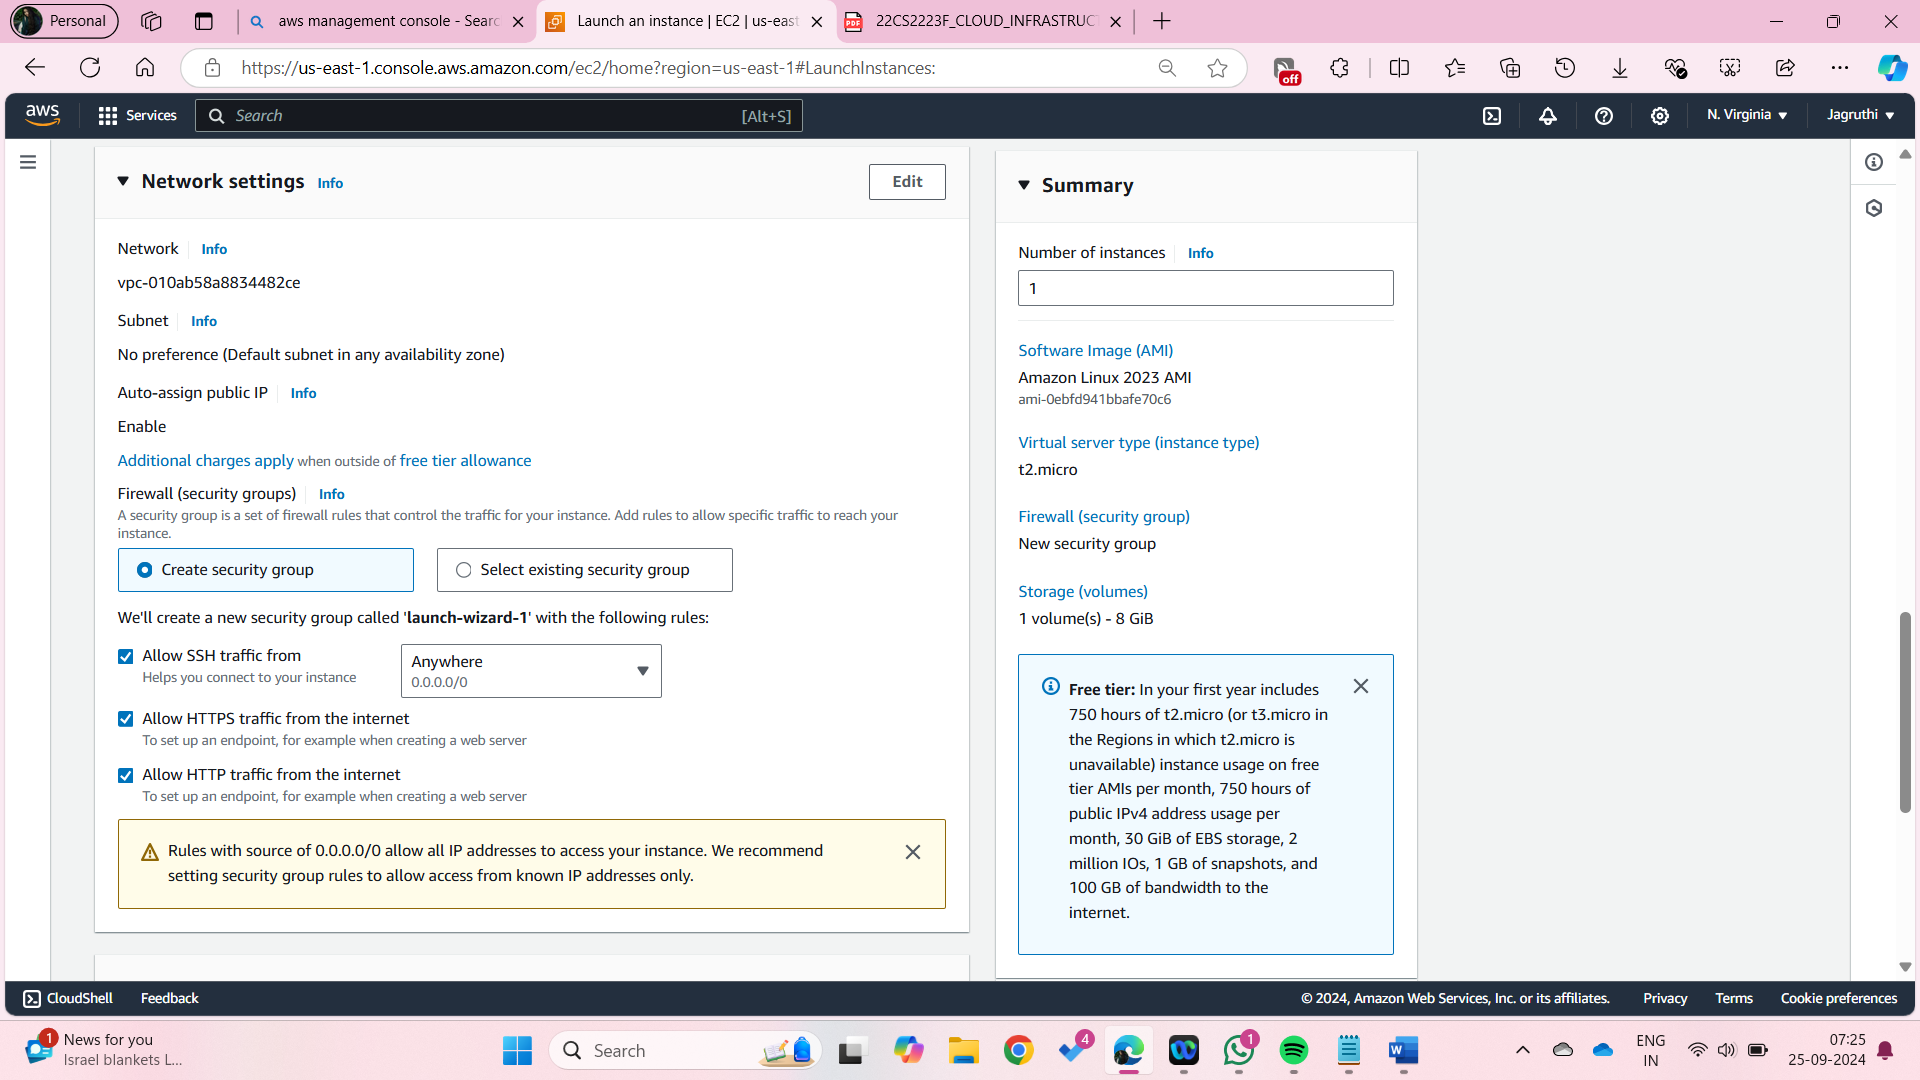 Personal
aws management console - Searc
Launch an instance | EC2 | us-east
22CS2223F_CLOUD_INFRASTRUCT
https://us-east-1.console.aws.amazon.com/ec2/home?region=us-east-1#LaunchInstances:
off
aws
Services
Search
[Alt+S]
N. Virginia
Jagruthi
Network settings
Info
Edit
Network
Info
vpc-010ab58a8834482ce
Subnet
Info
No preference (Default subnet in any availability zone)
Auto-assign public IP
Info
Enable
Additional charges apply when outside of free tier allowance
Firewall (security groups)
Info
A security group is a set of firewall rules that control the traffic for your instance. Add rules to allow specific traffic to reach your
instance.
Create security group
Select existing security group
We'll create a new security group called 'launch-wizard-1' with the following rules:
Allow SSH traffic from
Helps you connect to your instance
Anywhere
0.0.0.0/0
Allow HTTPS traffic from the internet
To set up an endpoint, for example when creating a web server
Allow HTTP traffic from the internet
To set up an endpoint, for example when creating a web server
Rules with source of 0.0.0.0/0 allow all IP addresses to access your instance. We recommend
setting security group rules to allow access from known IP addresses only.
Summary
Number of instances
Info
1
Software Image (AMI)
Amazon Linux 2023 AMI
ami-0ebfd941bbafe70c6
Virtual server type (instance type)
t2.micro
Firewall (security group)
New security group
Storage (volumes)
1 volume(s) - 8 GiB
Free tier: In your first year includes
750 hours of t2.micro (or t3.micro in
the Regions in which t2.micro is
unavailable) instance usage on free
tier AMIs per month, 750 hours of
public IPv4 address usage per
month, 30 GiB of EBS storage, 2
million IOs, 1 GB of snapshots, and
100 GB of bandwidth to the
internet.
CloudShell
Feedback
© 2024, Amazon Web Services, Inc. or its affiliates.
Privacy
Terms
Cookie preferences
1
News for you
Israel blankets L...
Search
4
1
ENG
IN
07:25
25-09-2024